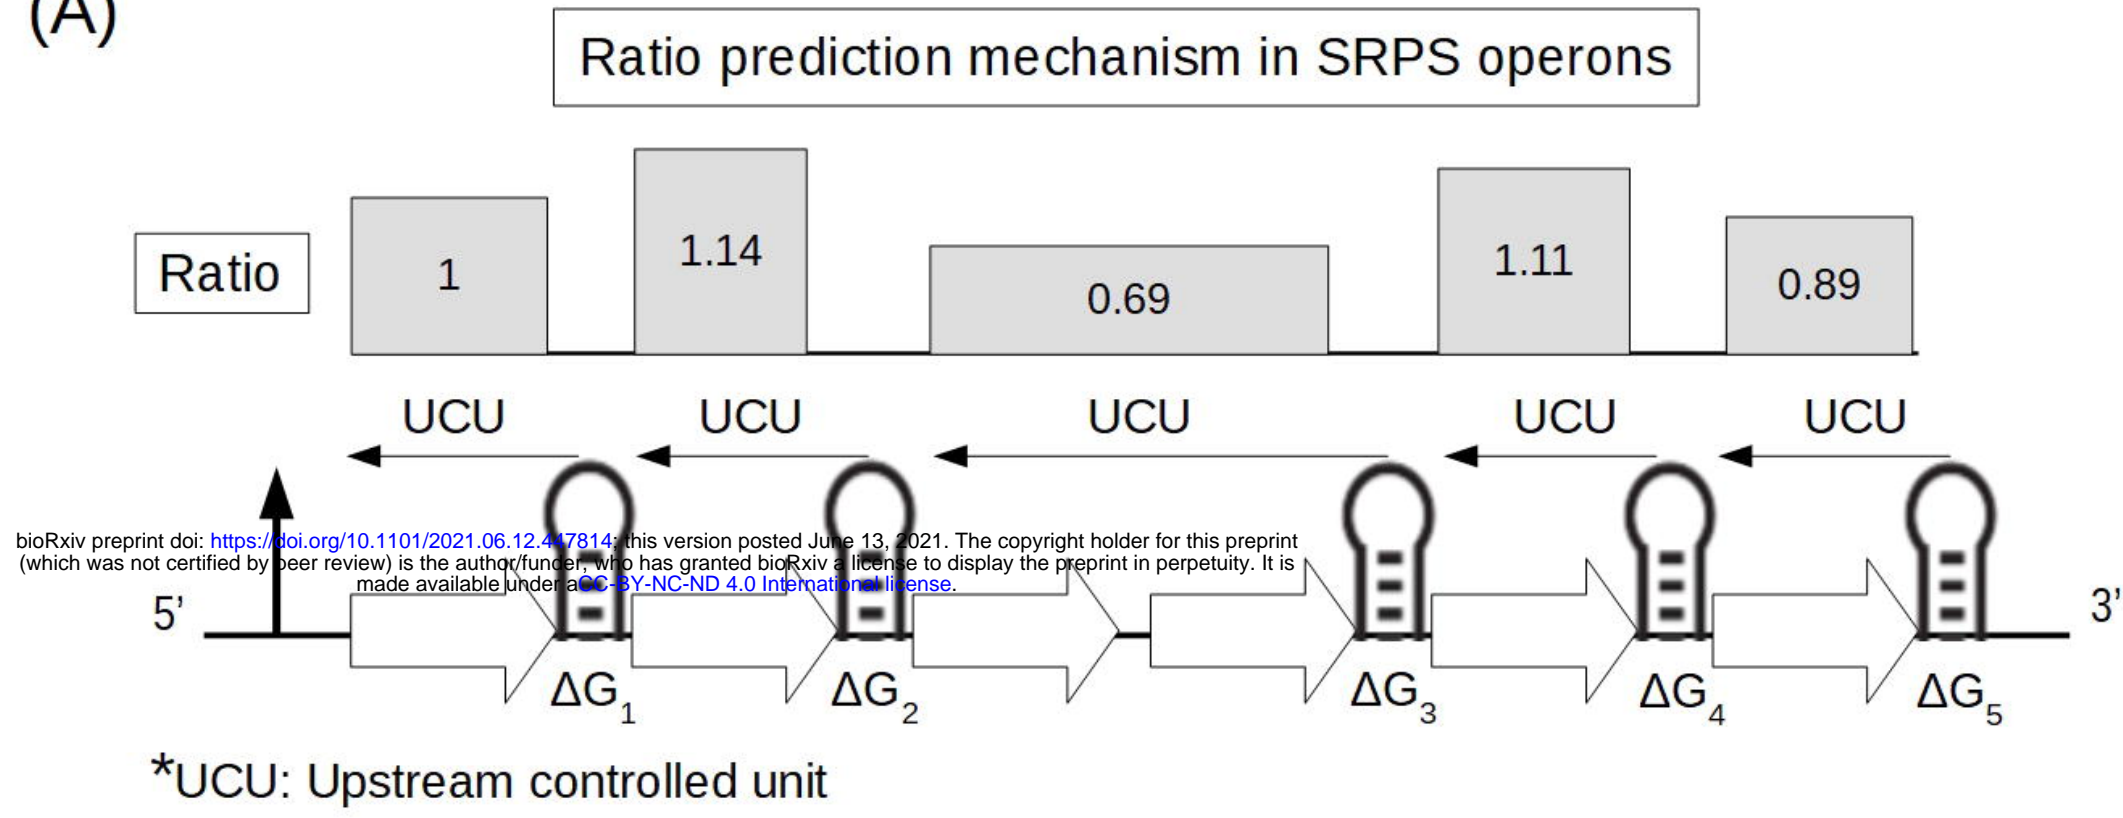 (A)
Ratio prediction mechanism in SRPS operons
Ratio
1
1.14
0.69
1.11
0.89
UCU
UCU
UCU
UCU
UCU
bioRxiv preprint doi: https://doi.org/10.1101/2021.06.12.447814; this version posted June 13, 2021. The copyright holder for this preprint
(which was not certified by peer review) is the author/funder, who has granted bioRxiv a license to display the preprint in perpetuity. It is
made available under aCC-BY-NC-ND 4.0 International license.
5'
3'
ΔG1
ΔG2
ΔG3
ΔG4
ΔG5
*UCU: Upstream controlled unit